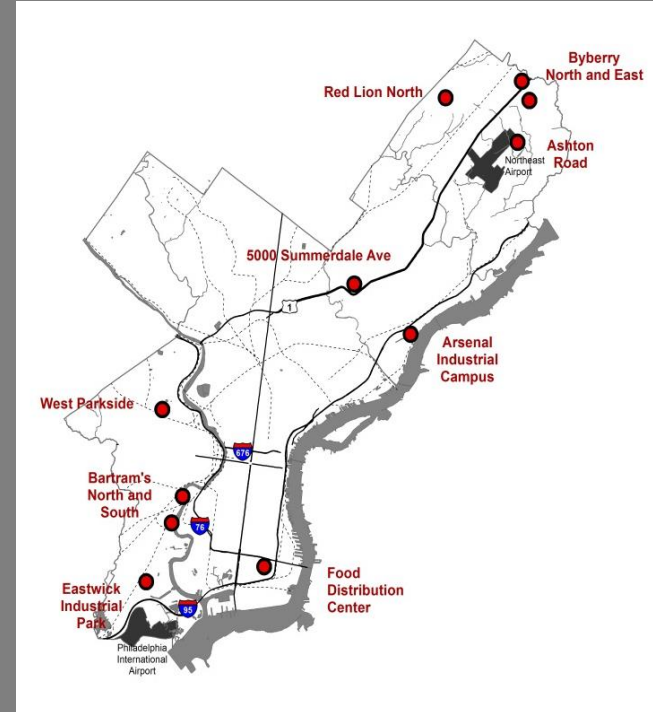 Byberry
North and East
Red Lion North
Ashton
Road
Northeast
Airport
5000 Summerdale Ave
1
Arsenal
Industrial
Campus
West Parkside
676
Bartram's
North and
South
76
Food
Distribution
Center
Eastwick
Industrial
Park
95
Philadelphia
International
Airport